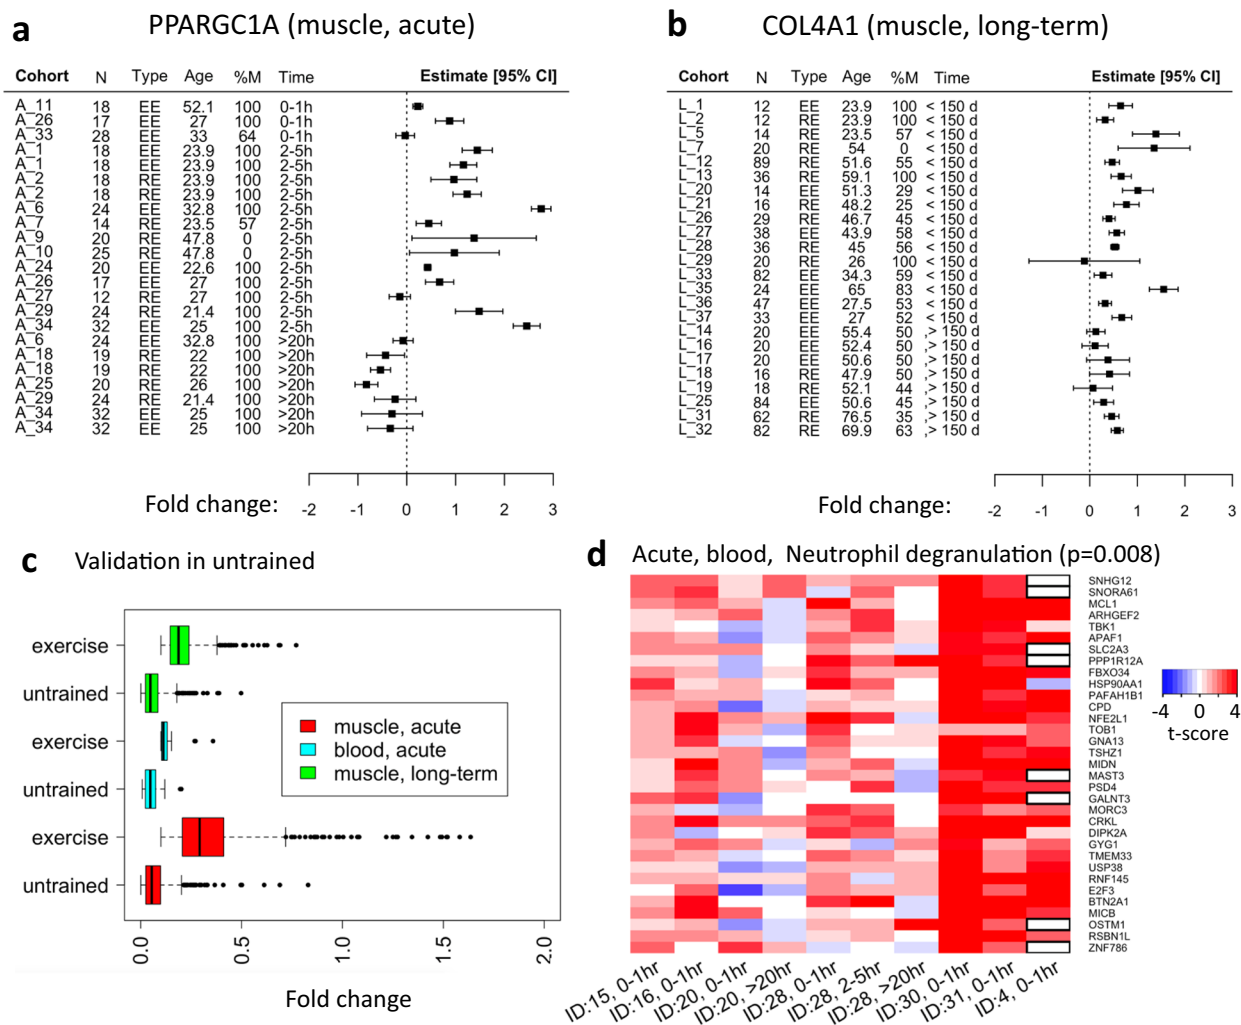 a
PPARGC1A (muscle, acute)
Cohort N Type Age %M Time Estimate [95% CI]
A_11 18 EE 52.1 100 0-1h
A_26 17 EE 27 100 0-1h
A_33 28 EE 33 64 0-1h
A_1 18 EE 23.9 100 2-5h
A_1 18 EE 23.9 100 2-5h
A_2 18 RE 23.9 100 2-5h
A_2 18 RE 23.9 100 2-5h
A_6 24 EE 32.8 100 2-5h
A_7 14 RE 23.5 57 2-5h
A_9 20 RE 47.8 0 2-5h
A_10 25 RE 47.8 0 2-5h
A_24 20 EE 22.6 100 2-5h
A_26 17 EE 27 100 2-5h
A_27 12 RE 27 100 2-5h
A_29 24 RE 21.4 100 2-5h
A_34 32 EE 25 100 2-5h
A_6 24 EE 32.8 100 >20h
A_18 19 RE 22 100 >20h
A_18 19 RE 22 100 >20h
A_25 20 RE 26 100 >20h
A_29 24 RE 21.4 100 >20h
A_34 32 EE 25 100 >20h
A_34 32 EE 25 100 >20h
Fold change: -2 -1 0 1 2 3
b
COL4A1 (muscle, long-term)
Cohort N Type Age %M Time Estimate [95% CI]
L_1 12 EE 23.9 100 < 150 d
L_2 12 RE 23.9 100 < 150 d
L_5 14 RE 23.5 57 < 150 d
L_7 20 RE 54 0 < 150 d
L_12 89 RE 51.6 55 < 150 d
L_13 36 RE 59.1 100 < 150 d
L_20 14 EE 51.3 29 < 150 d
L_21 16 RE 48.2 25 < 150 d
L_26 29 RE 46.7 45 < 150 d
L_27 38 EE 43.9 58 < 150 d
L_28 36 RE 45 56 < 150 d
L_29 20 RE 26 100 < 150 d
L_33 82 EE 34.3 59 < 150 d
L_35 24 EE 65 83 < 150 d
L_36 47 EE 27.5 53 < 150 d
L_37 33 EE 27 52 < 150 d
L_14 20 EE 55.4 50 ,> 150 d
L_16 20 EE 52.4 50 ,> 150 d
L_17 20 EE 50.6 50 ,> 150 d
L_18 16 RE 47.9 50 ,> 150 d
L_19 18 RE 52.1 44 ,> 150 d
L_25 84 EE 50.6 45 ,> 150 d
L_31 62 RE 76.5 35 ,> 150 d
L_32 82 RE 69.9 63 ,> 150 d
Fold change: -2 -1 0 1 2 3
c
Validation in untrained
exercise
untrained
exercise
untrained
exercise
untrained
muscle, acute
blood, acute
muscle, long-term
0.0 0.5 1.0 1.5 2.0
Fold change
d
Acute, blood, Neutrophil degranulation (p=0.008)
SNHG12
SNORA61
MCL1
ARHGEF2
TBK1
APAF1
SLC2A3
PPP1R12A
FBXO34
HSP90AA1
PAFAH1B1
CPD
NFE2L1
TOB1
GNA13
TSHZ1
MIDN
MAST3
PSD4
GALNT3
MORC3
CRKL
DIPK2A
GYG1
TMEM33
USP38
RNF145
E2F3
BTN2A1
MICB
OSTM1
RSBN1L
ZNF786
-4 0 4
t-score
ID:15, 0-1hr
ID:16, 0-1hr
ID:20, 0-1hr
ID:20, >20hr
ID:28, 0-1hr
ID:28, 2-5hr
ID:28, >20hr
ID:30, 0-1hr
ID:31, 0-1hr
ID:4, 0-1hr